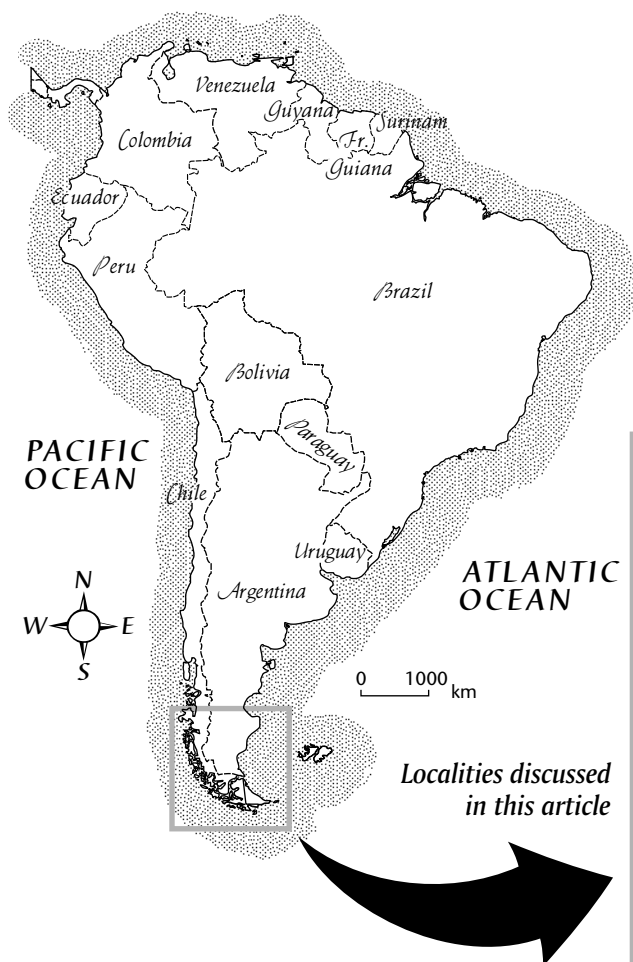 Venezuela
Guyana
Surinam
Colombia
Fr.
Guiana
Ecuador
Peru
Brazil
Bolivia
PACIFIC
OCEAN
Paraguay
Chile
Uruguay
ATLANTIC
OCEAN
N
Argentina
W
E
S
0 1000
km
Localities discussed
in this article